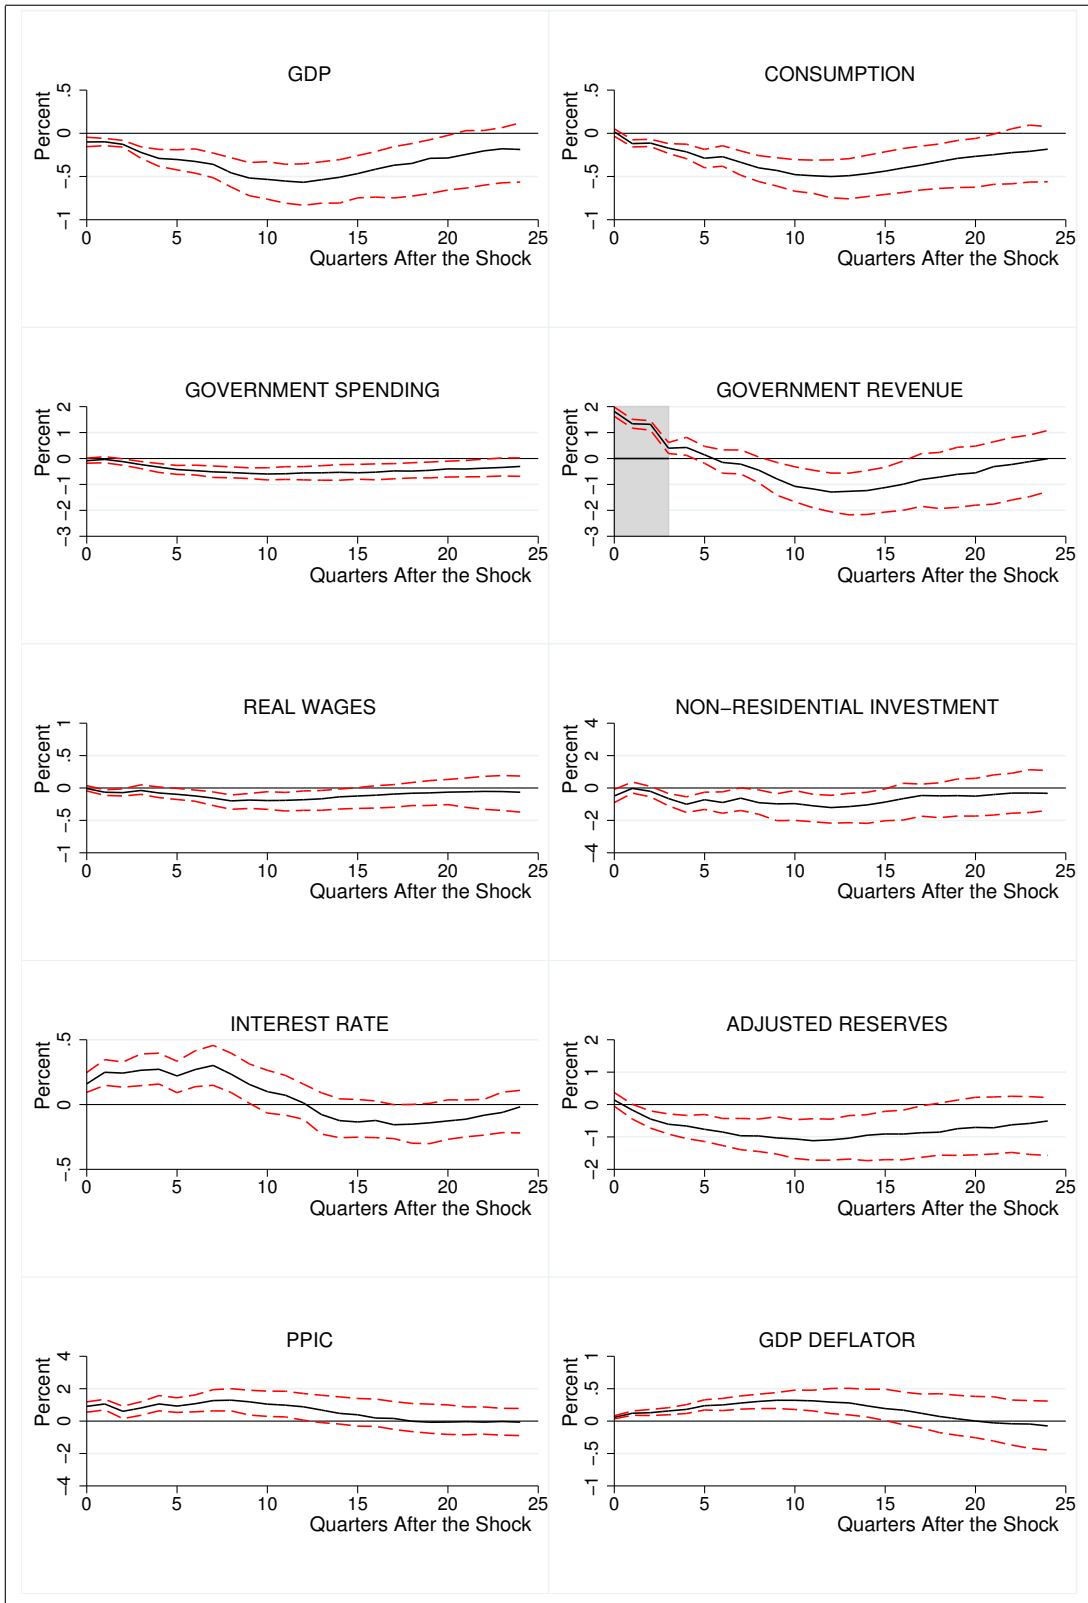 GDP
Percent
.5
0
-.5
-1
0 5 10 15 20 25
Quarters After the Shock
CONSUMPTION
Percent
.5
0
-.5
-1
0 5 10 15 20 25
Quarters After the Shock
GOVERNMENT SPENDING
Percent
2
1
0
-1
-2
-3
0 5 10 15 20 25
Quarters After the Shock
GOVERNMENT REVENUE
Percent
2
1
0
-1
-2
-3
0 5 10 15 20 25
Quarters After the Shock
REAL WAGES
Percent
1
.5
0
-.5
-1
0 5 10 15 20 25
Quarters After the Shock
NON-RESIDENTIAL INVESTMENT
Percent
4
2
0
-2
-4
0 5 10 15 20 25
Quarters After the Shock
INTEREST RATE
Percent
.5
0
-.5
0 5 10 15 20 25
Quarters After the Shock
ADJUSTED RESERVES
Percent
2
1
0
-1
-2
0 5 10 15 20 25
Quarters After the Shock
PPIC
Percent
4
2
0
-2
-4
0 5 10 15 20 25
Quarters After the Shock
GDP DEFLATOR
Percent
1
.5
0
-.5
-1
0 5 10 15 20 25
Quarters After the Shock